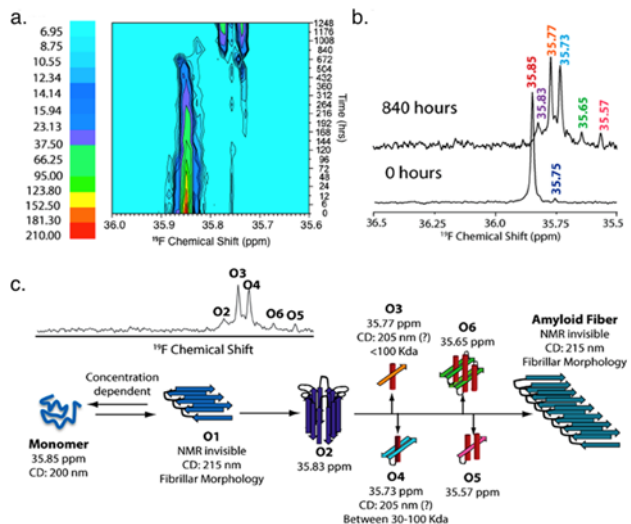 a.
6.95
8.75
10.55
12.34
14.14
15.94
23.13
37.50
66.25
95.00
123.80
152.50
181.30
210.00
1248
1176
1008
840
672
504
432
312
264
216
192
168
120
96
72
48
24
12
6
0
Time (hrs)
36.0 35.9 35.8 35.7 35.6
¹⁹F Chemical Shift (ppm)
b.
35.85
35.83
35.77
35.73
35.65
35.57
840 hours
0 hours
35.75
36.5 36.25 36.0 35.75 35.5
¹⁹F Chemical Shift (ppm)
c.
O2
O3
O4
O6
O5
¹⁹F Chemical Shift
Concentration
dependent
Monomer
35.85 ppm
CD: 200 nm
O1
NMR invisible
CD: 215 nm
Fibrillar Morphology
O2
35.83 ppm
O3
35.77 ppm
CD: 205 nm (?)
<100 Kda
O4
35.73 ppm
CD: 205 nm (?)
Between 30-100 Kda
O6
35.65 ppm
O5
35.57 ppm
Amyloid Fiber
NMR invisible
CD: 215
Fibrillar Morphology